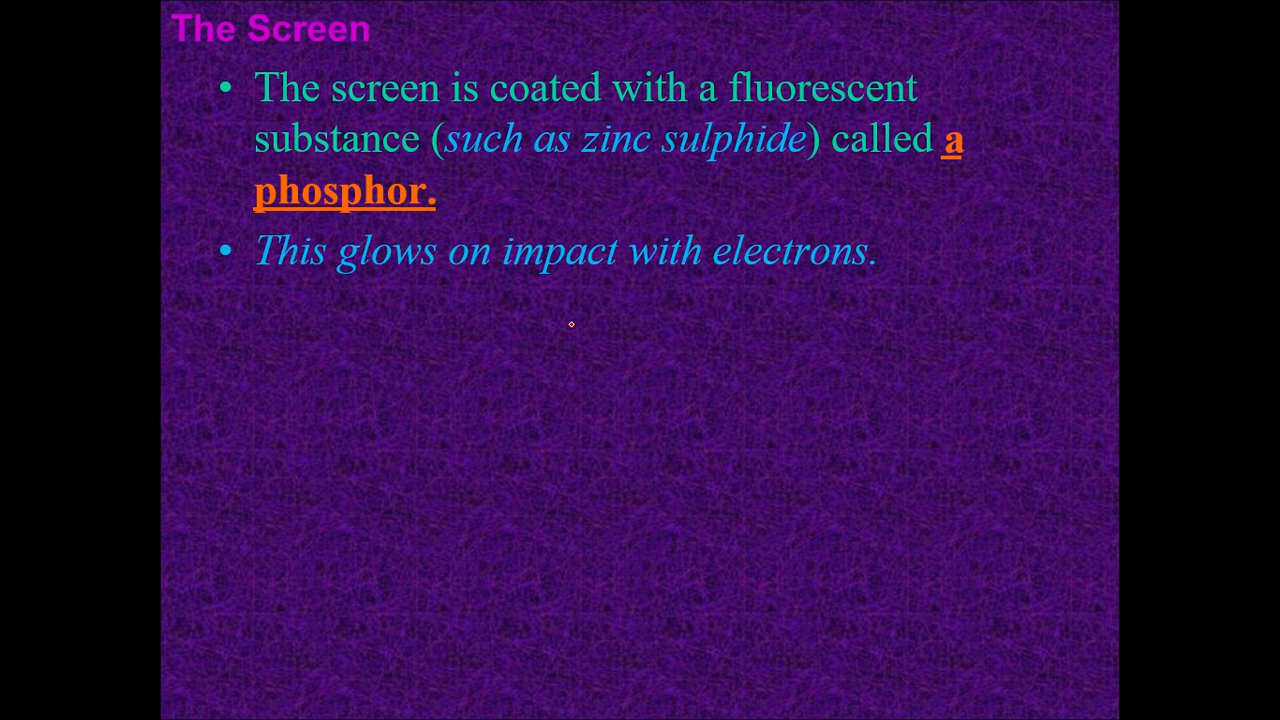 The Screen
• The screen is coated with a fluorescent
substance (such as zinc sulphide) called a
phosphor.
• This glows on impact with electrons.